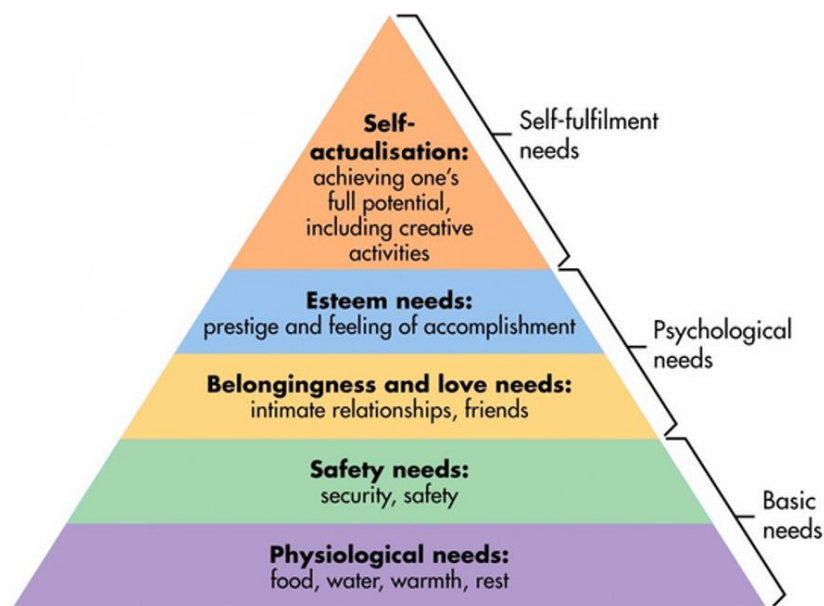 Self-
actualisation:
achieving one's
full potential,
including creative
activities
Self-fulfilment
needs
Esteem needs:
prestige and feeling of accomplishment
Psychological
needs
Belongingness and love needs:
intimate relationships, friends
Safety needs:
security, safety
Basic
needs
Physiological needs:
food, water, warmth, rest